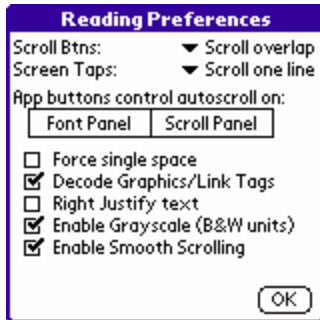 Reading Preferences
Scroll Btns: Scroll overlap
Screen Taps: Scroll one line
App buttons control autoscroll on:
Font Panel Scroll Panel
Force single space
Decode Graphics/Link Tags
Right Justify text
Enable Grayscale (B&W units)
Enable Smooth Scrolling
OK